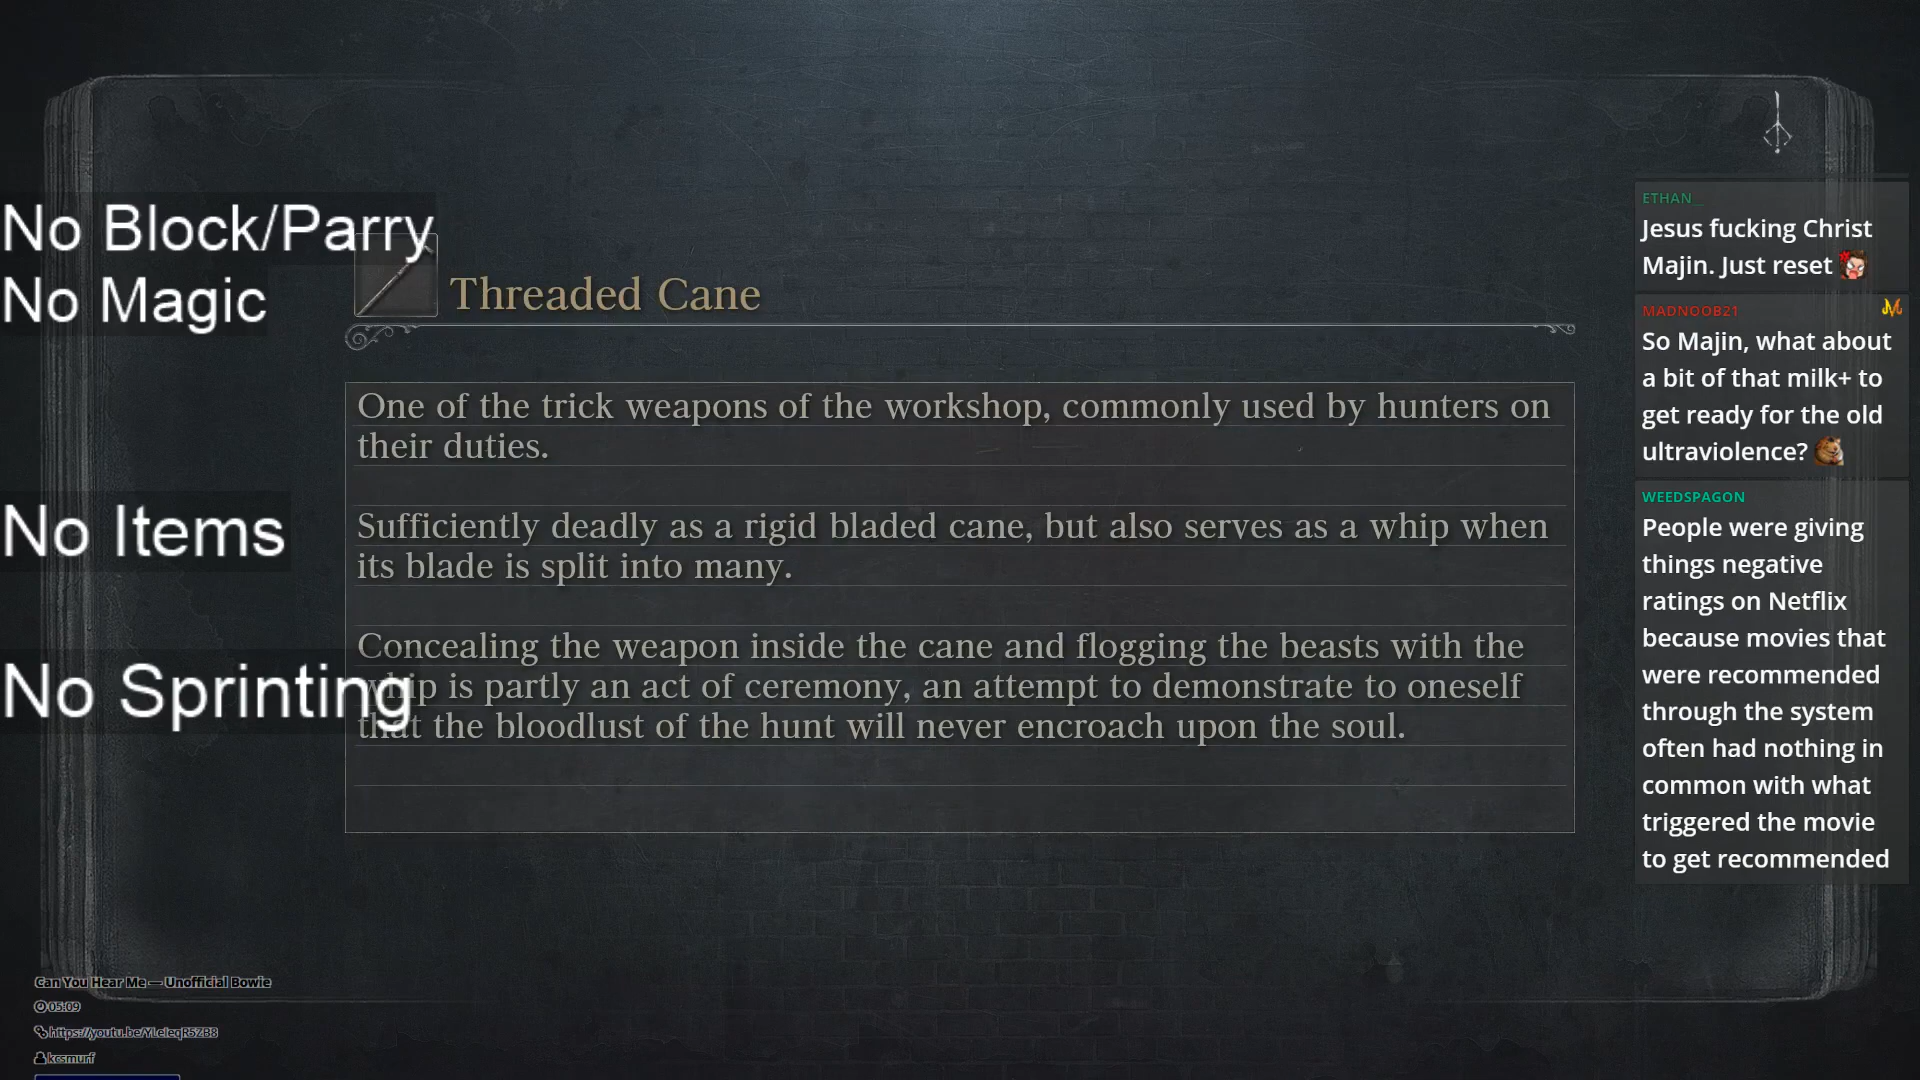 No Block/Parry
No Magic
No Items
No Sprinting
Threaded Cane
One of the trick weapons of the workshop, commonly used by hunters on
their duties.
Sufficiently deadly as a rigid bladed cane, but also serves as a whip when
its blade is split into many.
Concealing the weapon inside the cane and flogging the beasts with the
whip is partly an act of ceremony, an attempt to demonstrate to oneself
that the bloodlust of the hunt will never encroach upon the soul.
ETHAN_
Jesus fucking Christ
Majin. Just reset
MADNOOB21
So Majin, what about
a bit of that milk+ to
get ready for the old
ultraviolence?
WEEDSPAGON
People were giving
things negative
ratings on Netflix
because movies that
were recommended
through the system
often had nothing in
common with what
triggered the movie
to get recommended
Can You Hear Me — Unofficial Bowie
05:09
kcsmurf